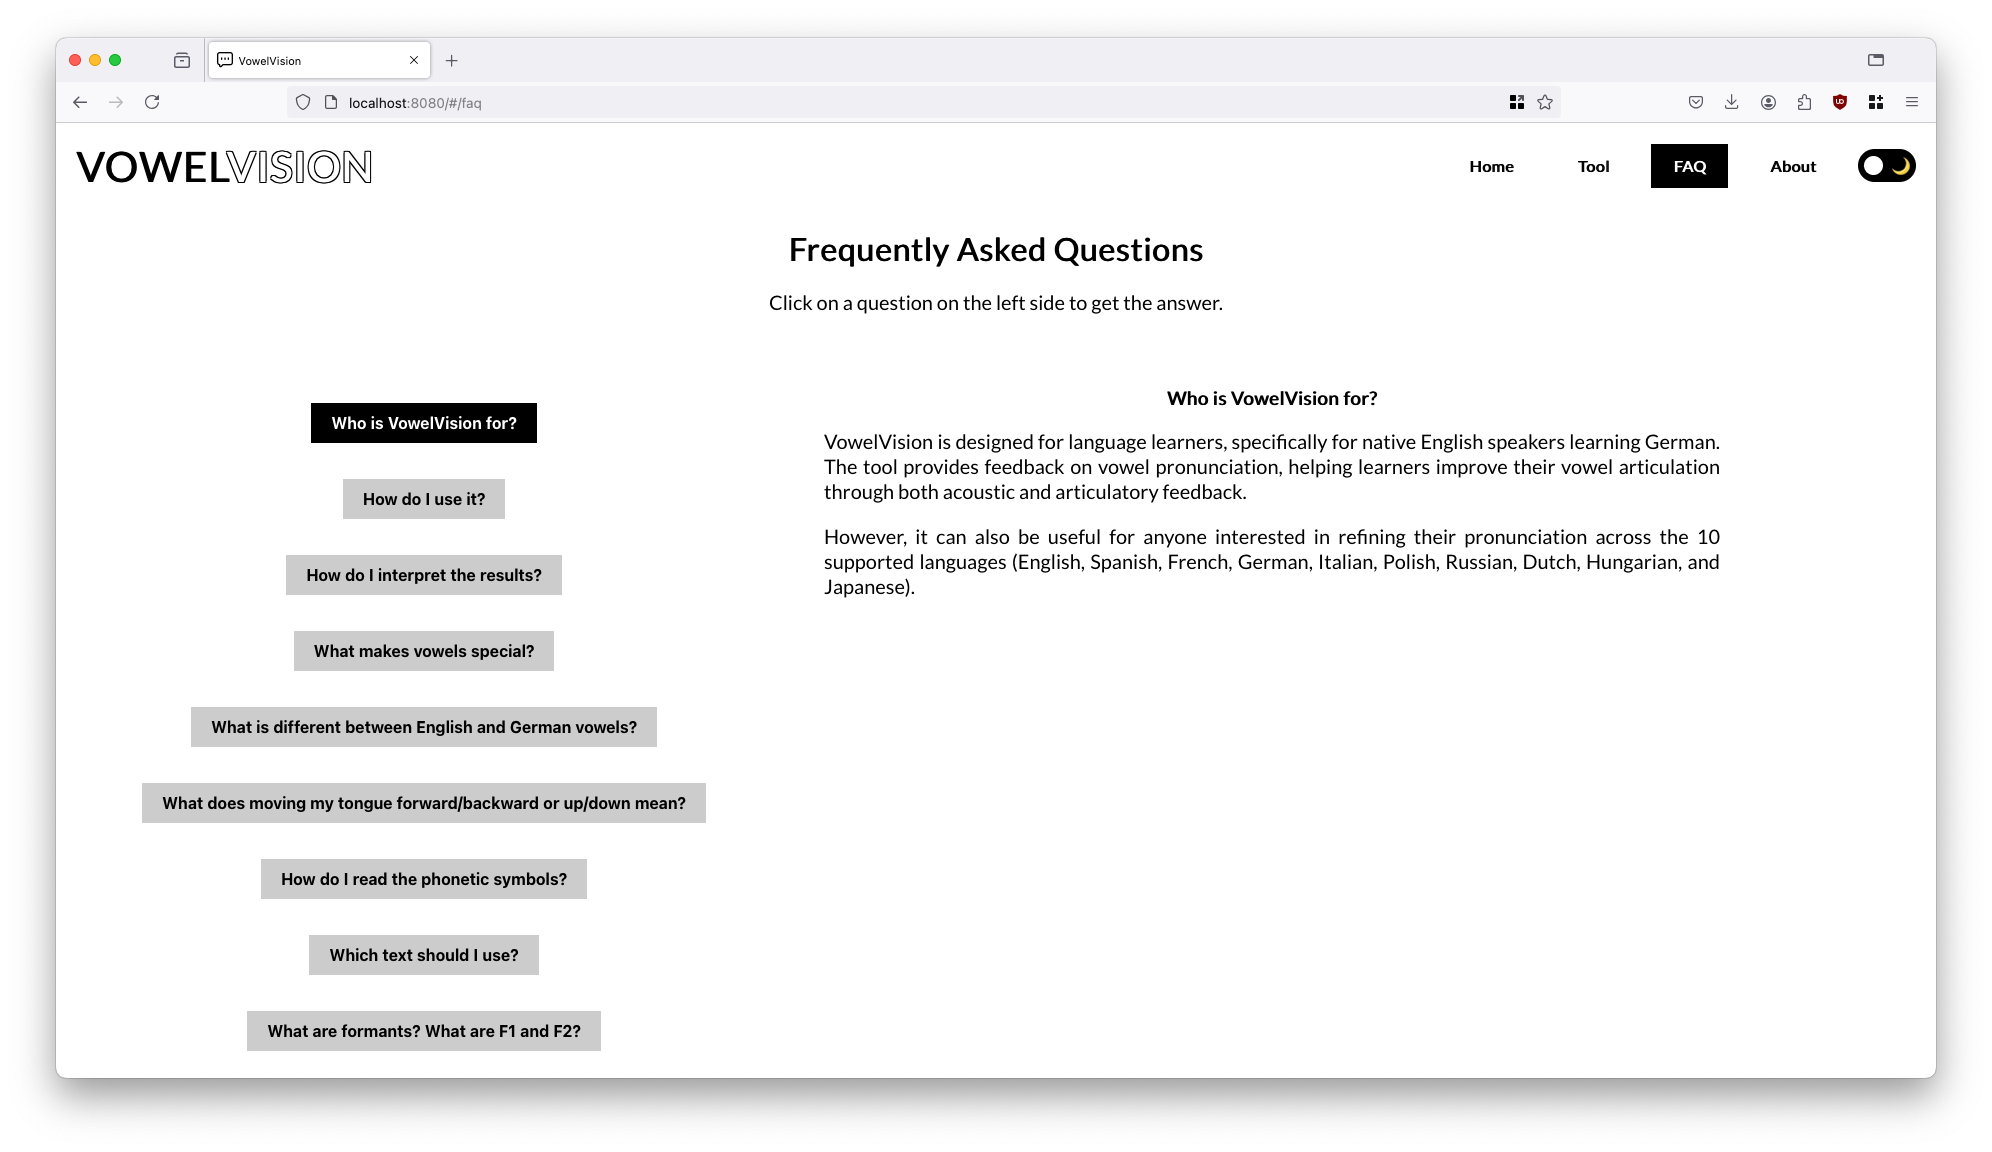 VowelVision
localhost:8080/#/faq
VOWELVISION
Home
Tool
FAQ
About
Frequently Asked Questions
Click on a question on the left side to get the answer.
Who is VowelVision for?
How do I use it?
How do I interpret the results?
What makes vowels special?
What is different between English and German vowels?
What does moving my tongue forward/backward or up/down mean?
How do I read the phonetic symbols?
Which text should I use?
What are formants? What are F1 and F2?
Who is VowelVision for?
VowelVision is designed for language learners, specifically for native English speakers learning German.
The tool provides feedback on vowel pronunciation, helping learners improve their vowel articulation
through both acoustic and articulatory feedback.
However, it can also be useful for anyone interested in refining their pronunciation across the 10
supported languages (English, Spanish, French, German, Italian, Polish, Russian, Dutch, Hungarian, and
Japanese).